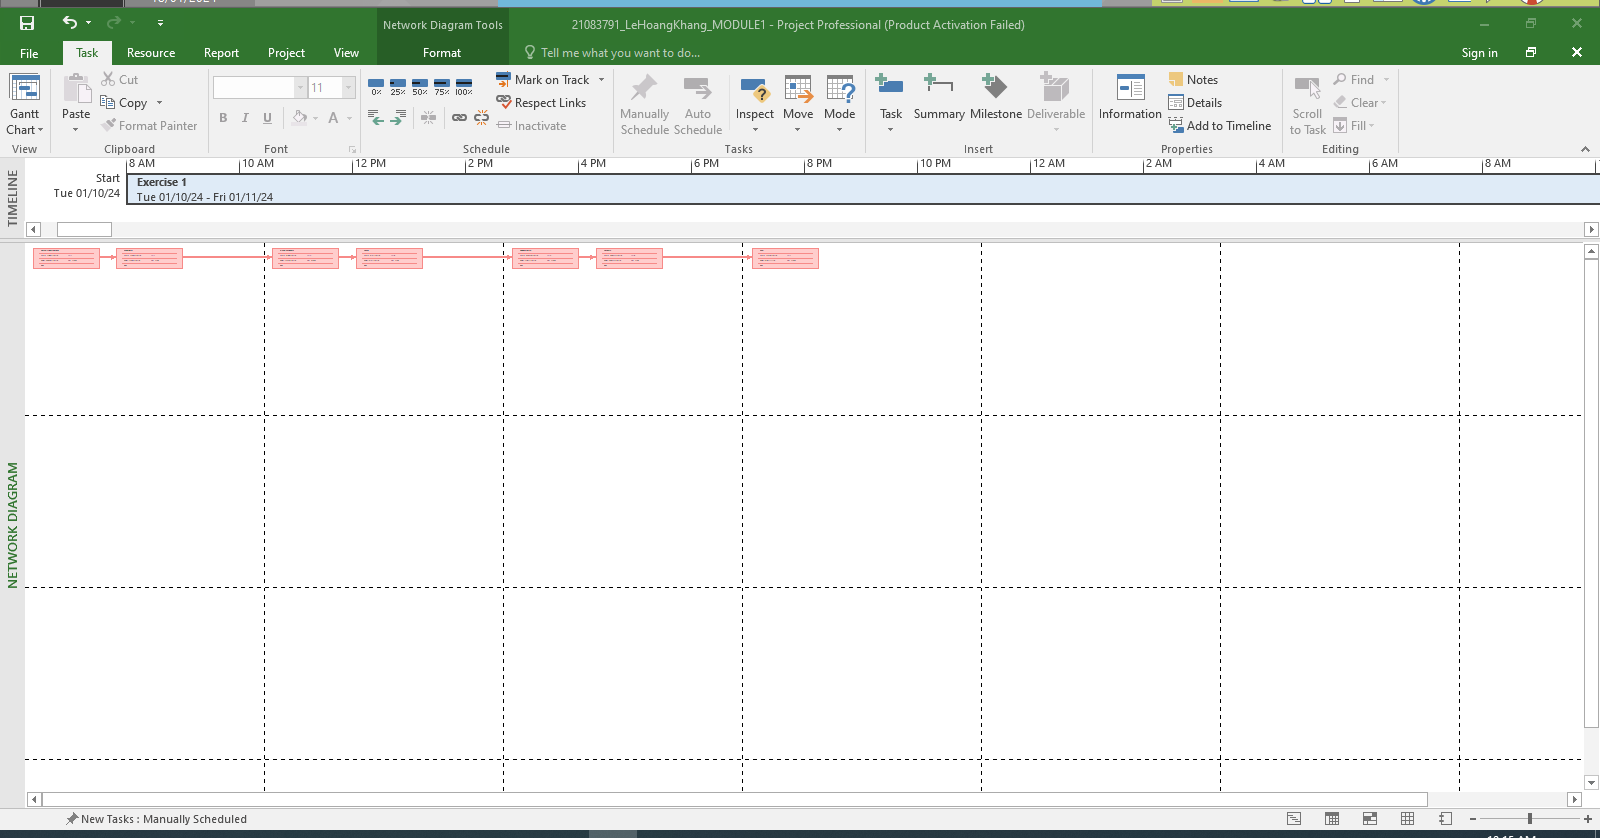 Network Diagram Tools
21083791_LeHoangKhang_MODULE1 - Project Professional (Product Activation Failed)
File
Task
Resource
Report
Project
View
Format
Tell me what you want to do...
Sign in
Gantt
Chart
View
Paste
Cut
Copy
Format Painter
Clipboard
11
B I U
A
Font
0% 25% 50% 75% 100%
Mark on Track
Respect Links
Inactivate
Schedule
Manually
Schedule
Auto
Schedule
Inspect
Move
Mode
Tasks
Task
Summary
Milestone
Deliverable
Insert
Information
Notes
Details
Add to Timeline
Properties
Scroll
to Task
Find
Clear
Fill
Editing
TIMELINE
8 AM
10 AM
12 PM
2 PM
4 PM
6 PM
8 PM
10 PM
12 AM
2 AM
4 AM
6 AM
8 AM
Start
Tue 01/10/24
Exercise 1
Tue 01/10/24 - Fri 01/11/24
NETWORK DIAGRAM
New Tasks : Manually Scheduled